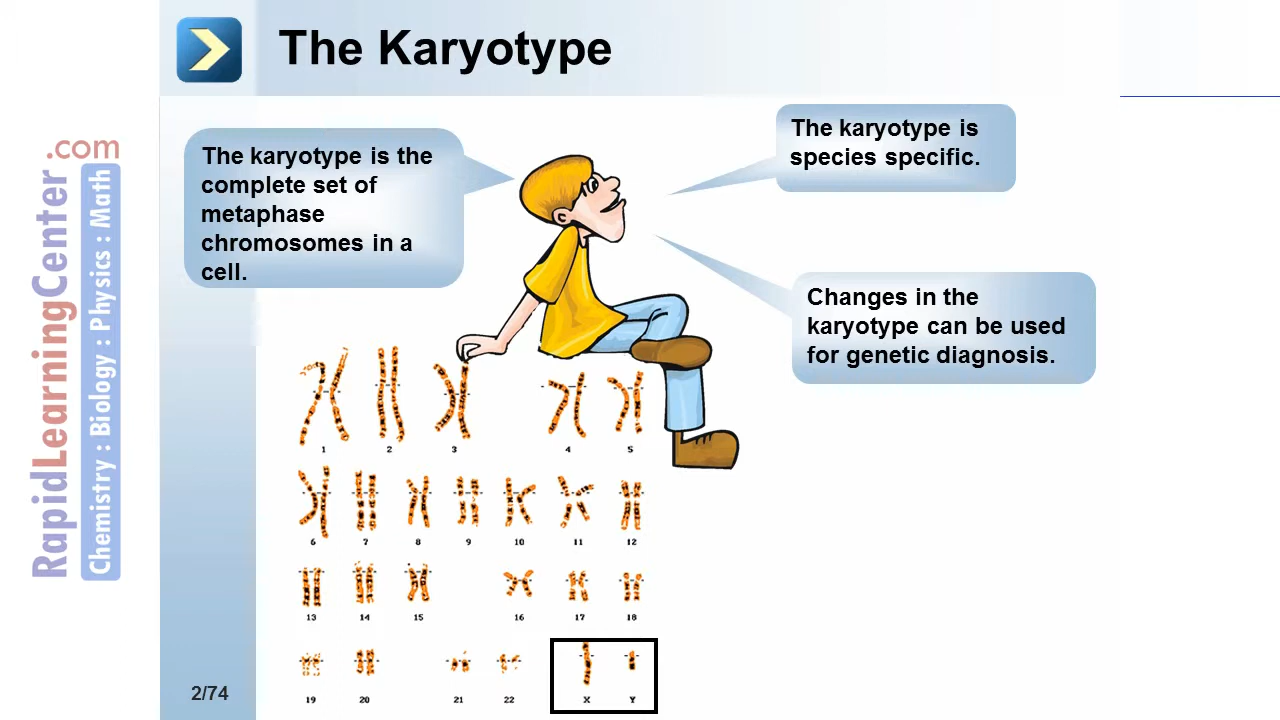 The Karyotype
The karyotype is the
complete set of
metaphase
chromosomes in a
cell.
The karyotype is
species specific.
Changes in the
karyotype can be used
for genetic diagnosis.
RapidLearningCenter.com
Chemistry : Biology : Physics : Math
1 2 3 4 5
6 7 8 9 10 11 12
13 14 15 16 17 18
19 20 21 22 X Y
2/74